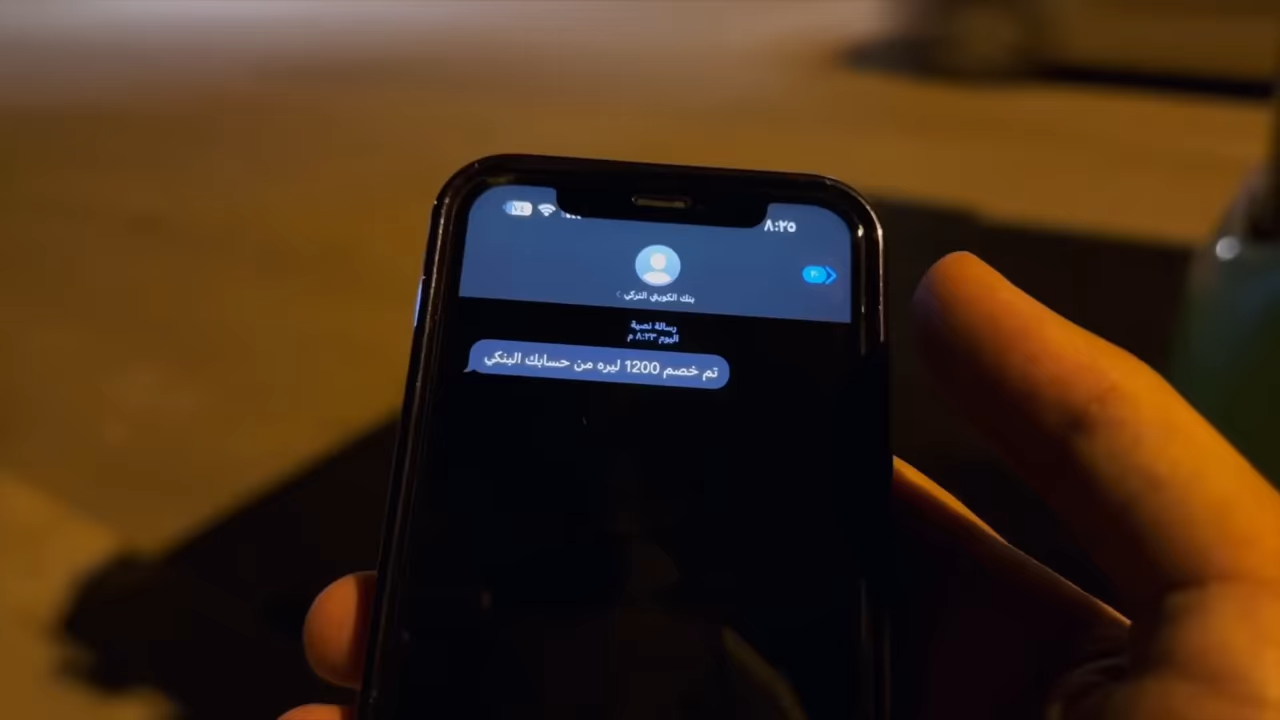 ٨:٢٥
بنك الكويتي التركي
رسالة نصية
اليوم ٨:٢٣ م
تم خصم 1200 ليره من حسابك البنكي